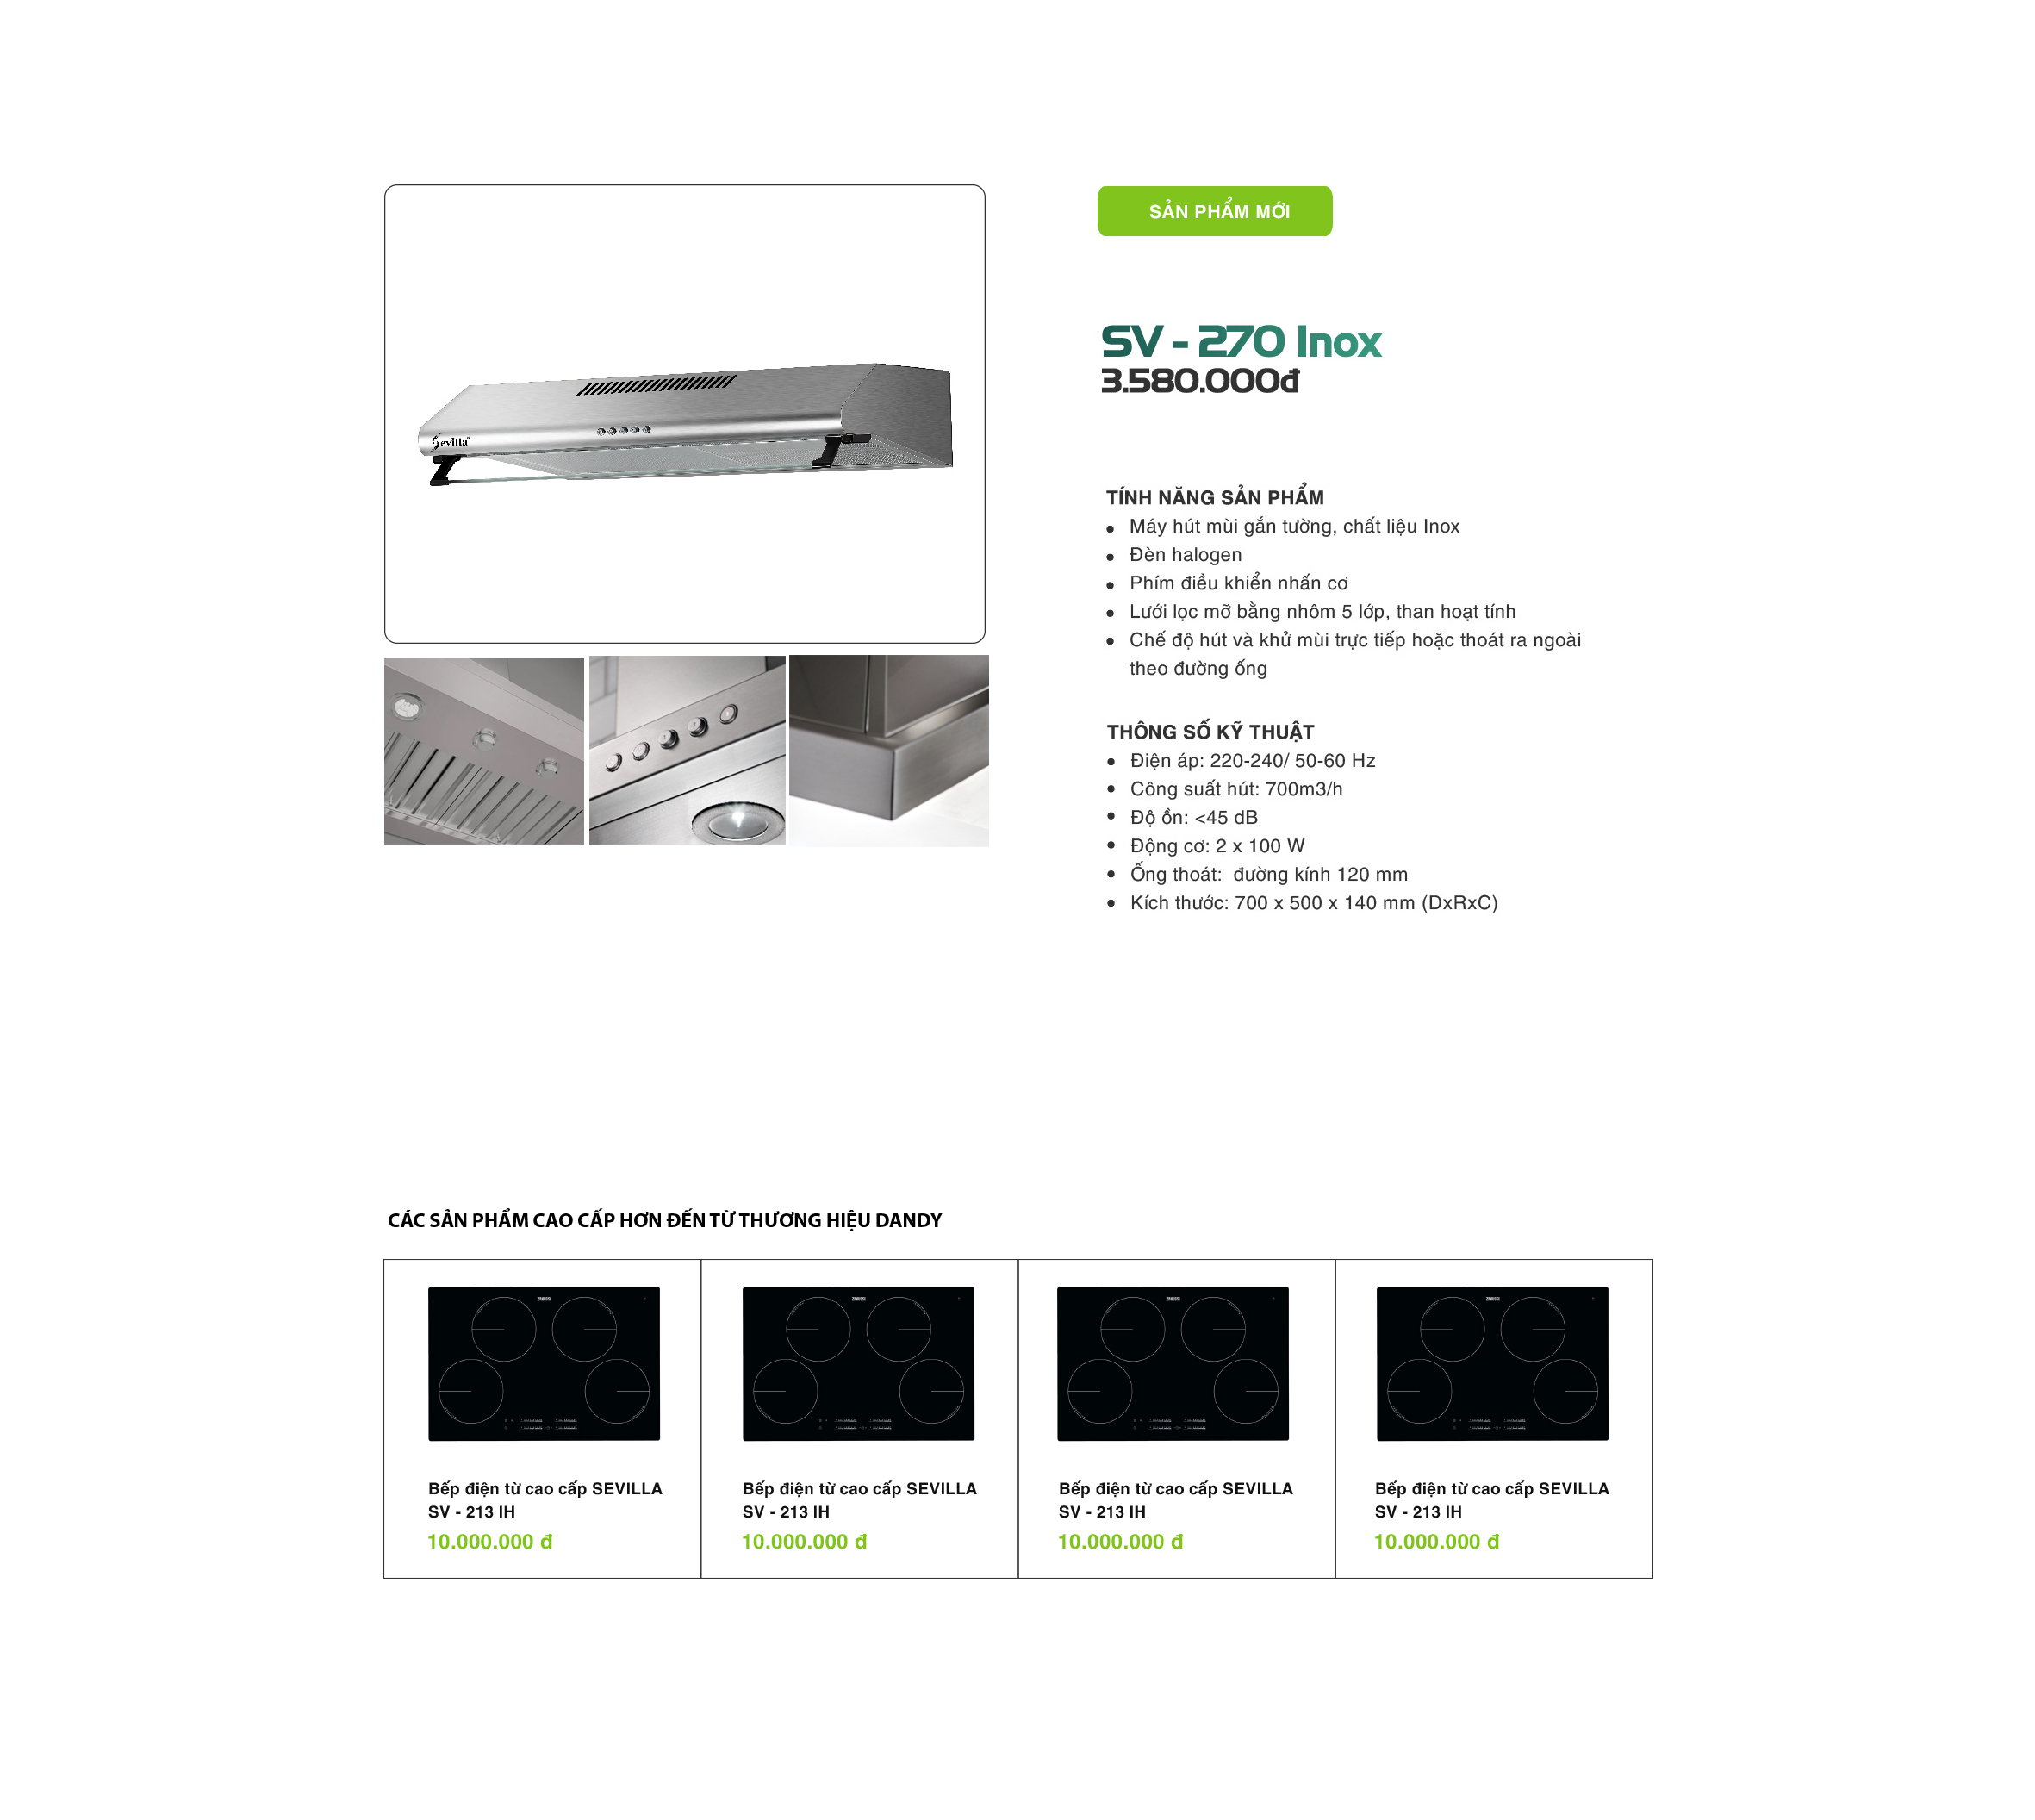 SẢN PHẨM MỚI
SV - 270 Inox
3.580.000đ
Sevilla
TÍNH NĂNG SẢN PHẨM
Máy hút mùi gắn tường, chất liệu Inox
Đèn halogen
Phím điều khiển nhấn cơ
Lưới lọc mỡ bằng nhôm 5 lớp, than hoạt tính
Chế độ hút và khử mùi trực tiếp hoặc thoát ra ngoài
theo đường ống
THÔNG SỐ KỸ THUẬT
Điện áp: 220-240/ 50-60 Hz
Công suất hút: 700m3/h
Độ ồn: <45 dB
Động cơ: 2 x 100 W
Ống thoát: đường kính 120 mm
Kích thước: 700 x 500 x 140 mm (DxRxC)
CÁC SẢN PHẨM CAO CẤP HƠN ĐẾN TỪ THƯƠNG HIỆU DANDY
Bếp điện từ cao cấp SEVILLA
SV - 213 IH
10.000.000 đ
Bếp điện từ cao cấp SEVILLA
SV - 213 IH
10.000.000 đ
Bếp điện từ cao cấp SEVILLA
SV - 213 IH
10.000.000 đ
Bếp điện từ cao cấp SEVILLA
SV - 213 IH
10.000.000 đ